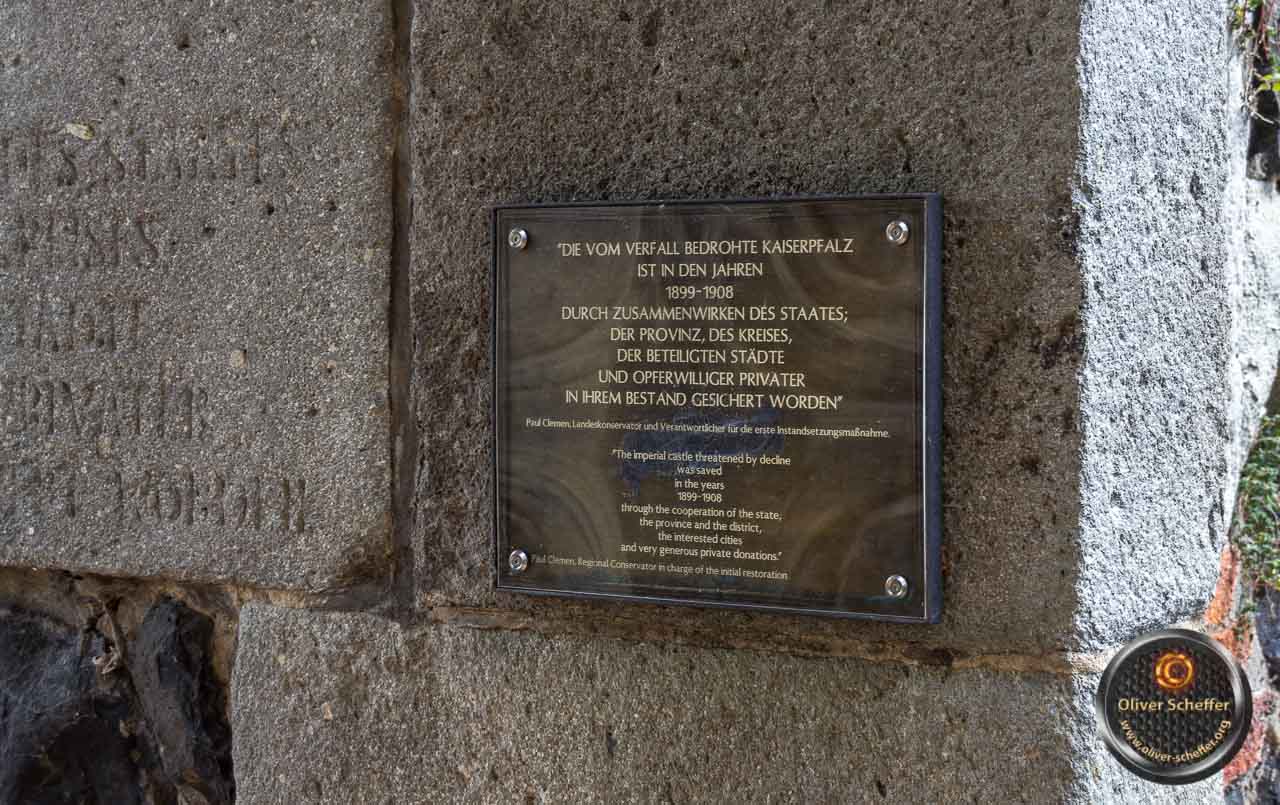 "DIE VOM VERFALL BEDROHTE KAISERPFALZ
IST IN DEN JAHREN
1899-1908
DURCH ZUSAMMENWIRKEN DES STAATES;
DER PROVINZ, DES KREISES,
DER BETEILIGTEN STÄDTE
UND OPFERWILLIGER PRIVATER
IN IHREM BESTAND GESICHERT WORDEN"
Paul Clemen, Landeskonservator und Verantwortlicher für die erste Instandsetzungsmaßnahme.
"The imperial castle threatened by decline
was saved
in the years
1899-1908
through the cooperation of the state,
the province and the district,
the interested cities
and very generous private donations."
Paul Clemen, Regional Conservator in charge of the initial restoration
©
Oliver Scheffer
www.oliver-scheffer.org